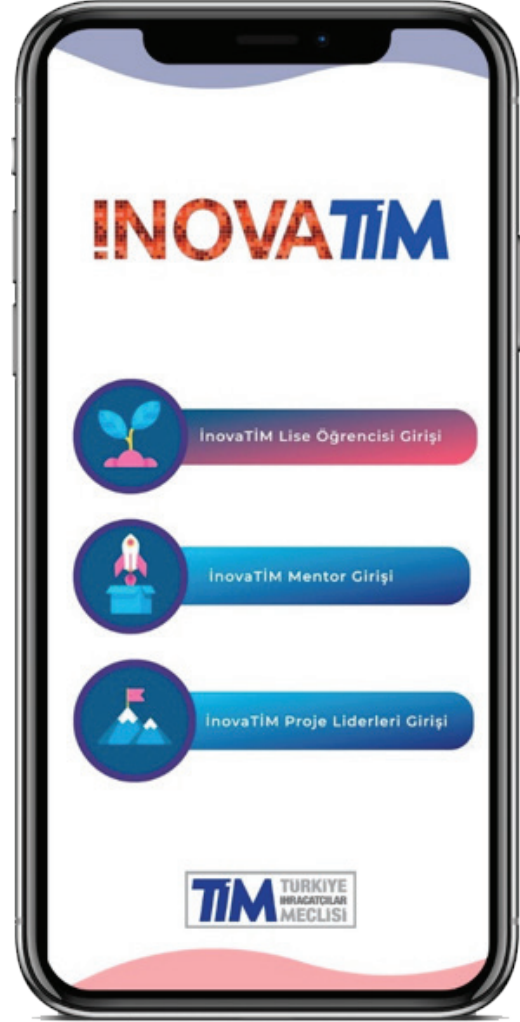 İNOVATİM
İnovaTİM Lise Öğrencisi Girişi
İnovaTİM Mentor Girişi
İnovaTİM Proje Liderleri Girişi
TİM TÜRKİYE
İHRACATÇILAR
MECLİSİ